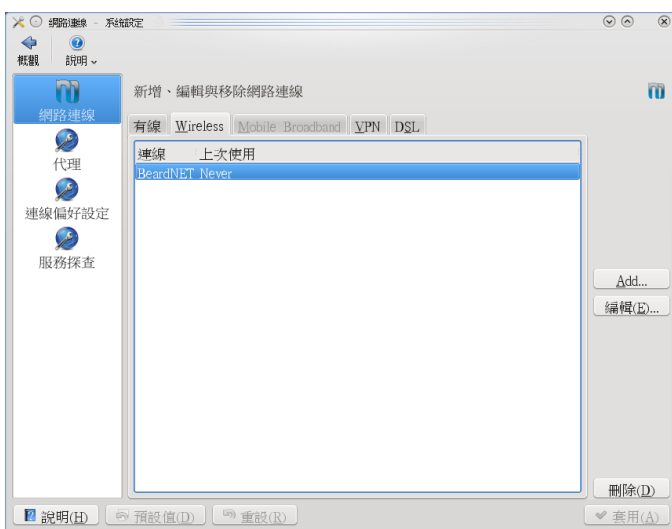 網路連線 - 系統設定
概觀 說明
新增、編輯與移除網路連線
網路連線
代理
連線偏好設定
服務探查
有線 Wireless Mobile Broadband VPN DSL
連線 上次使用
BeardNET Never
Add...
編輯(E)...
刪除(D)
說明(H) 預設值(D) 重設(R) 套用(A)